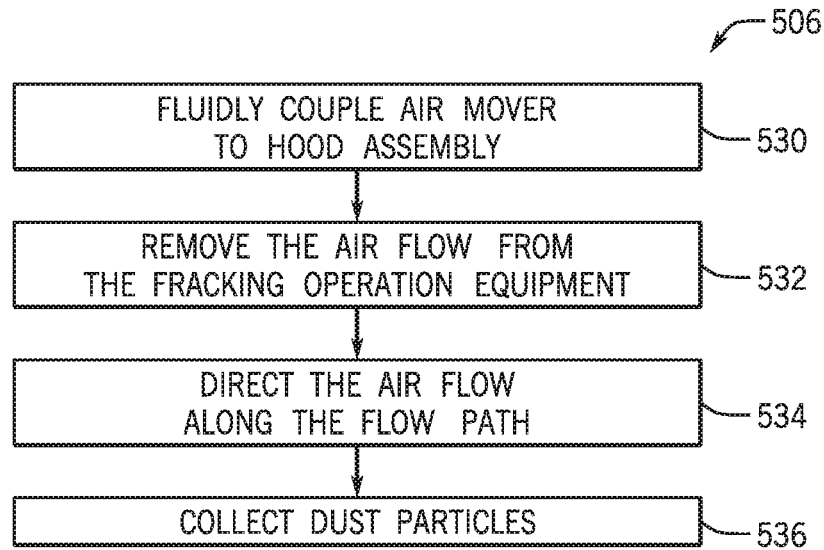 506
FLUIDLY COUPLE AIR MOVER
TO HOOD ASSEMBLY
530
REMOVE THE AIR FLOW FROM
THE FRACKING OPERATION EQUIPMENT
532
DIRECT THE AIR FLOW
ALONG THE FLOW PATH
534
COLLECT DUST PARTICLES
536